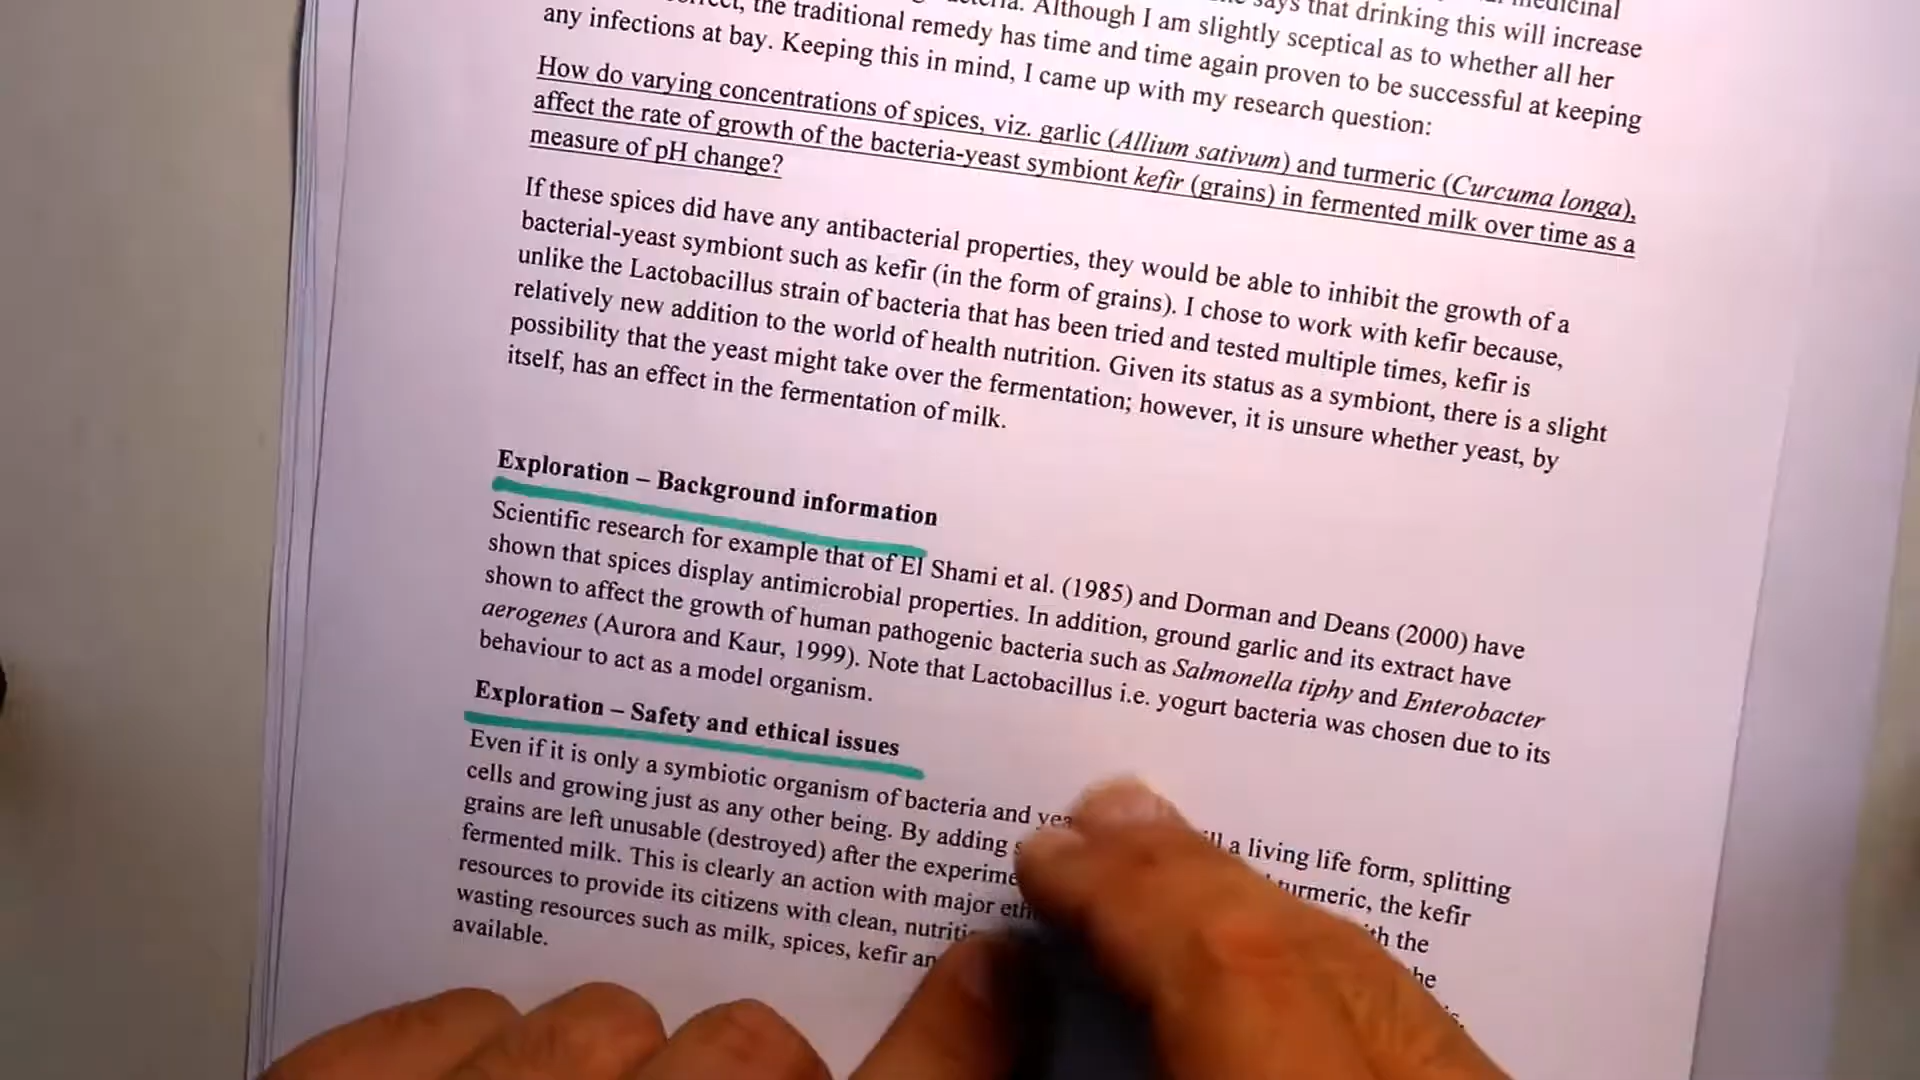 says that drinking this will increase
the traditional remedy has time and time again proven to be successful at keeping
Although I am slightly sceptical as to whether all her
any infections at bay. Keeping this in mind, I came up with my research question:
How do varying concentrations of spices, viz. garlic (Allium sativum) and turmeric (Curcuma longa),
affect the rate of growth of the bacteria-yeast symbiont kefir (grains) in fermented milk over time as a
measure of pH change?
If these spices did have any antibacterial properties, they would be able to inhibit the growth of a
bacterial-yeast symbiont such as kefir (in the form of grains). I chose to work with kefir because,
unlike the Lactobacillus strain of bacteria that has been tried and tested multiple times, kefir is
relatively new addition to the world of health nutrition. Given its status as a symbiont, there is a slight
possibility that the yeast might take over the fermentation; however, it is unsure whether yeast, by
itself, has an effect in the fermentation of milk.
Exploration – Background information
Scientific research for example that of El Shami et al. (1985) and Dorman and Deans (2000) have
shown that spices display antimicrobial properties. In addition, ground garlic and its extract have
shown to affect the growth of human pathogenic bacteria such as Salmonella tiphy and Enterobacter
aerogenes (Aurora and Kaur, 1999). Note that Lactobacillus i.e. yogurt bacteria was chosen due to its
behaviour to act as a model organism.
Exploration – Safety and ethical issues
Even if it is only a symbiotic organism of bacteria and a living life form, splitting
cells and growing just as any other being. By adding turmeric, the kefir
grains are left unusable (destroyed) after the the
fermented milk. This is clearly an action with major
resources to provide its citizens with clean,
wasting resources such as milk, spices, kefir
available.